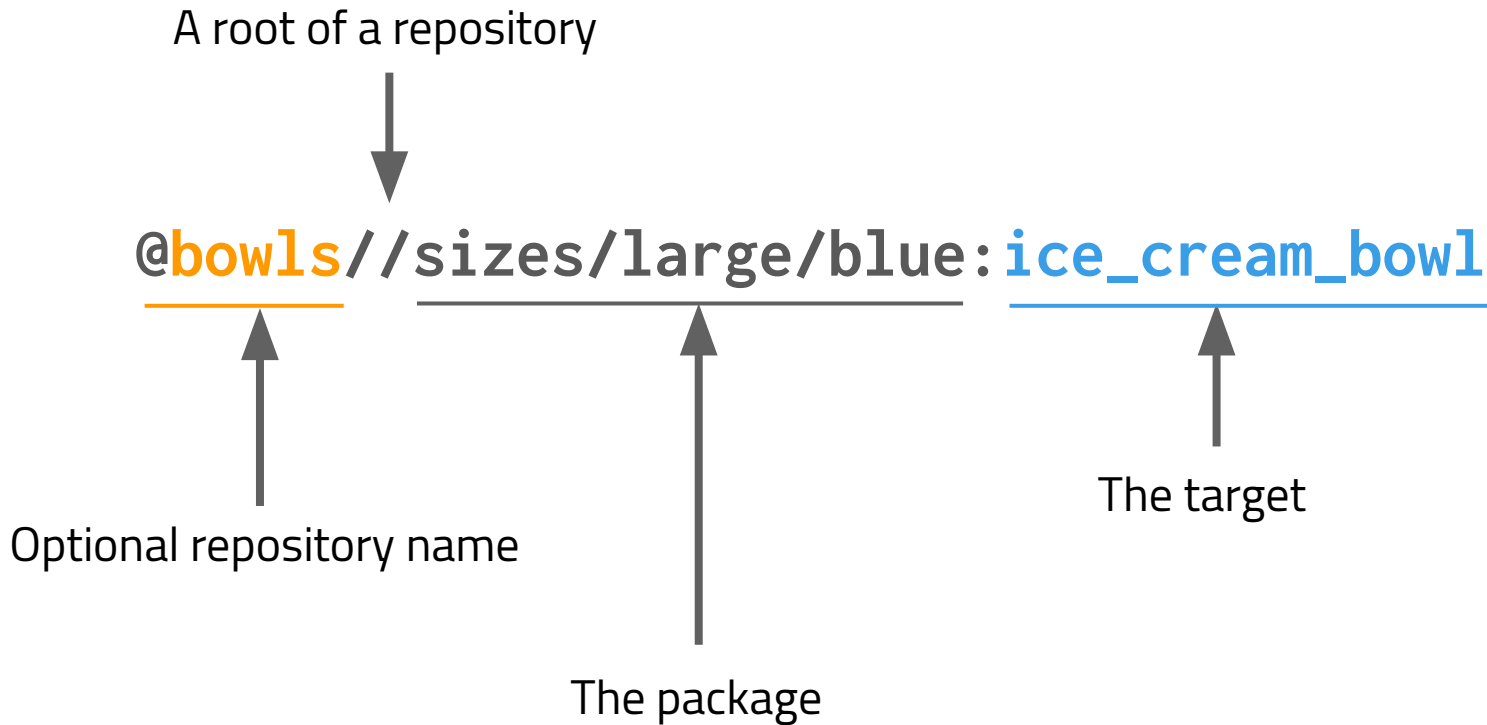 A root of a repository
@bowls//sizes/large/blue:ice_cream_bowl
The target
Optional repository name
The package